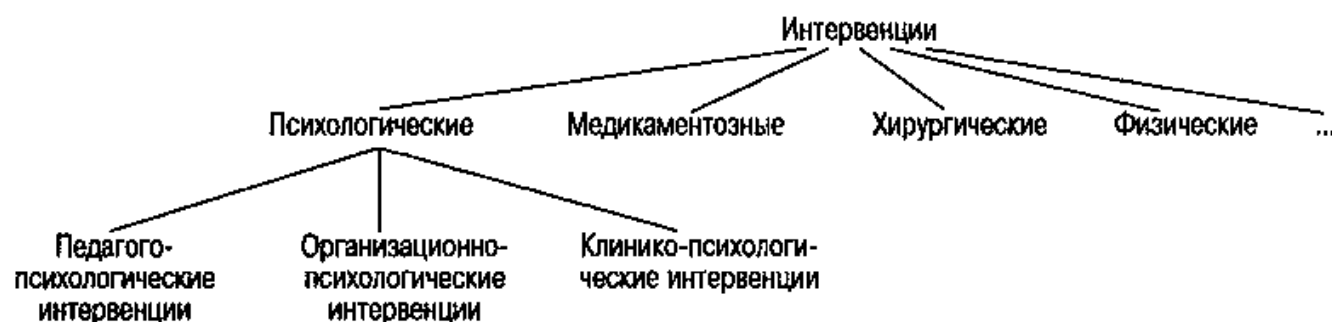 Интервенции
Психологические Медикаментозные Хирургические Физические ...
Педагого-
психологические
интервенции
Организационно-
психологические
интервенции
Клинико-психологи-
ческие интервенции